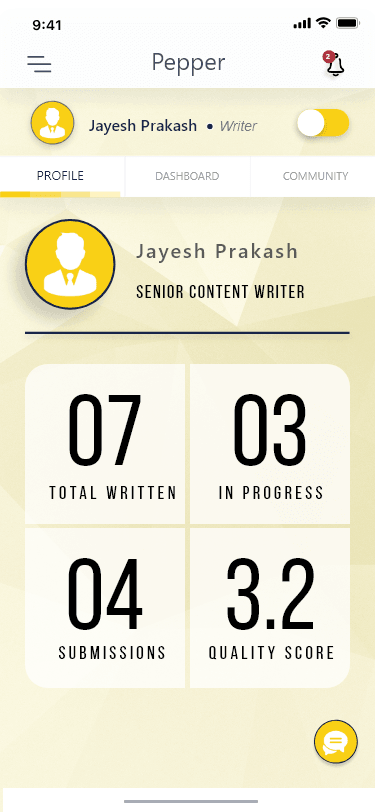 9:41
Pepper
2
Jayesh Prakash • Writer
PROFILE DASHBOARD COMMUNITY
Jayesh Prakash
SENIOR CONTENT WRITER
07 03
TOTAL WRITTEN IN PROGRESS
04 3.2
SUBMISSIONS QUALITY SCORE